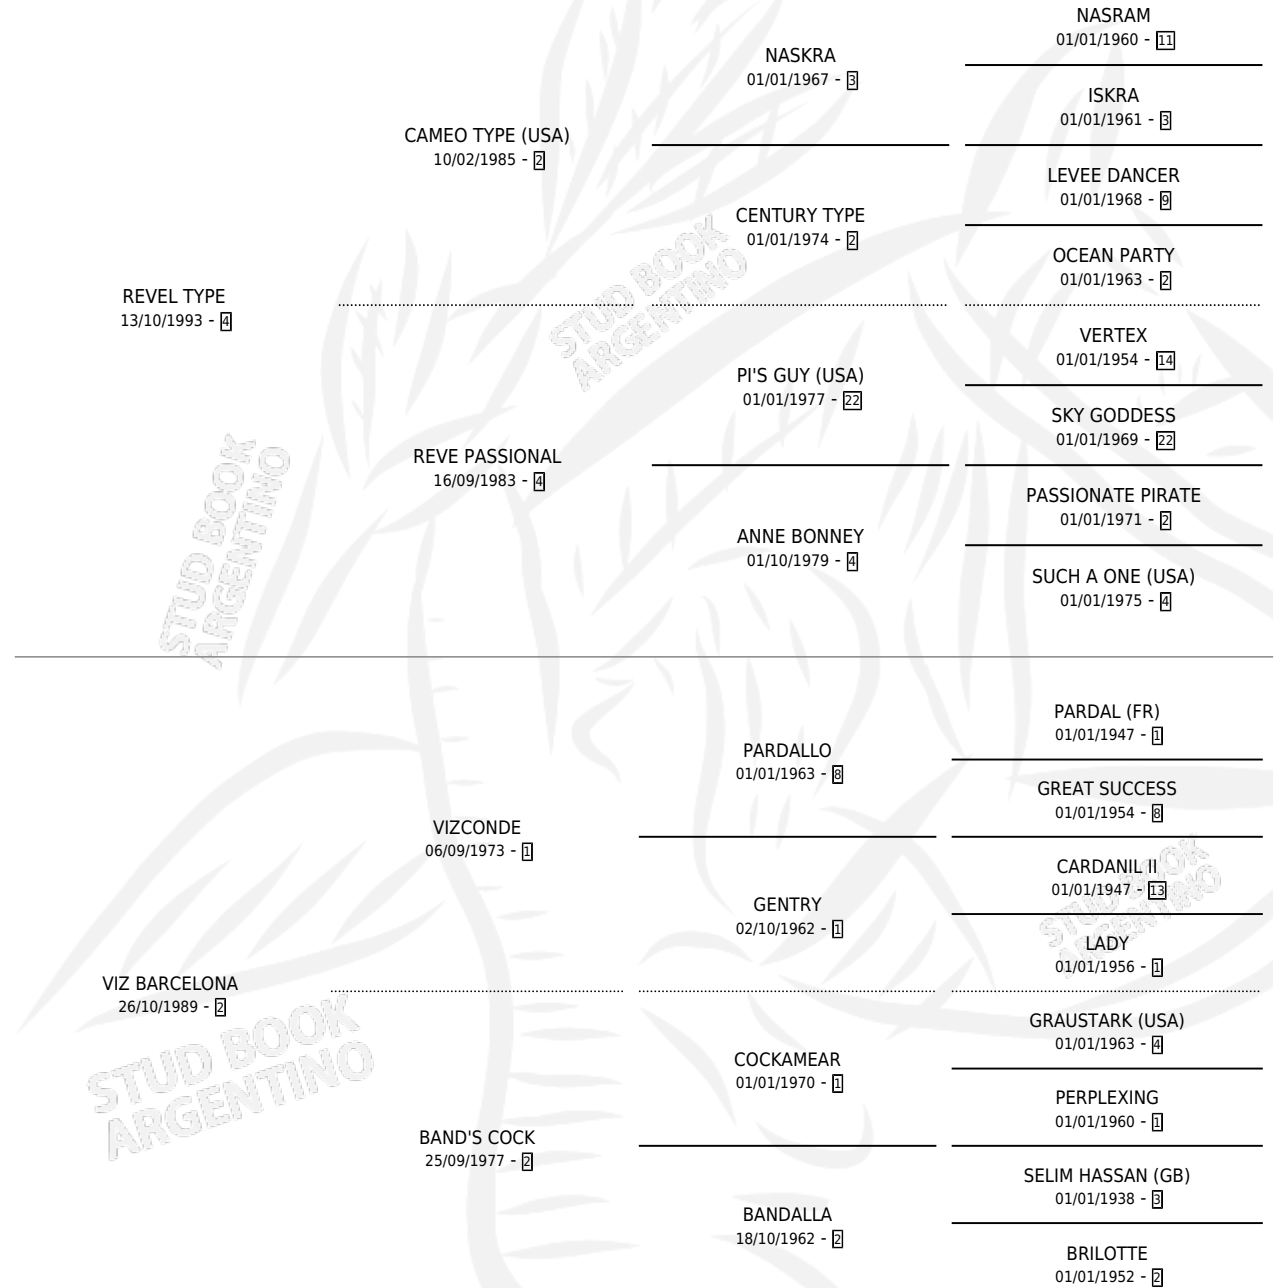 NASRAM
01/01/1960 - 11
NASKRA
01/01/1967 - 3
ISKRA
01/01/1961 - 3
CAMEO TYPE (USA)
10/02/1985 - 2
LEVEE DANCER
01/01/1968 - 9
CENTURY TYPE
01/01/1974 - 2
OCEAN PARTY
01/01/1963 - 2
REVEL TYPE
13/10/1993 - 4
VERTEX
01/01/1954 - 14
PI'S GUY (USA)
01/01/1977 - 22
SKY GODDESS
01/01/1969 - 22
REVE PASSIONAL
16/09/1983 - 4
PASSIONATE PIRATE
01/01/1971 - 2
ANNE BONNEY
01/10/1979 - 4
SUCH A ONE (USA)
01/01/1975 - 4
PARDAL (FR)
01/01/1947 - 1
PARDALLO
01/01/1963 - 8
GREAT SUCCESS
01/01/1954 - 8
VIZCONDE
06/09/1973 - 1
CARDANIL II
01/01/1947 - 13
GENTRY
02/10/1962 - 1
LADY
01/01/1956 - 1
VIZ BARCELONA
26/10/1989 - 2
GRAUSTARK (USA)
01/01/1963 - 4
COCKAMEAR
01/01/1970 - 1
PERPLEXING
01/01/1960 - 1
BAND'S COCK
25/09/1977 - 2
SELIM HASSAN (GB)
01/01/1938 - 3
BANDALLA
18/10/1962 - 2
BRILOTTE
01/01/1952 - 2
STUD BOOK
ARGENTINO
STUD BOOK
ARGENTINO
STUD BOOK
ARGENTINO
STUD BOOK
ARGENTINO